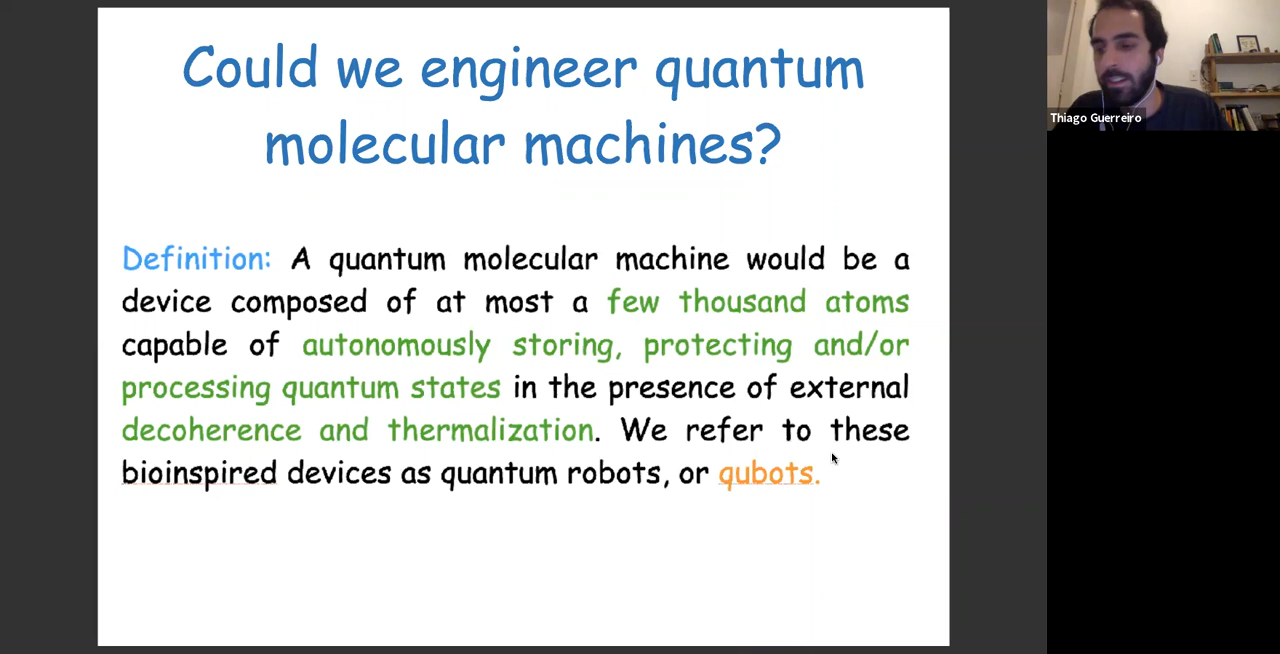 Could we engineer quantum
molecular machines?
Definition: A quantum molecular machine would be a
device composed of at most a few thousand atoms
capable of autonomously storing, protecting and/or
processing quantum states in the presence of external
decoherence and thermalization. We refer to these
bioinspired devices as quantum robots, or qubots.
Thiago Guerreiro